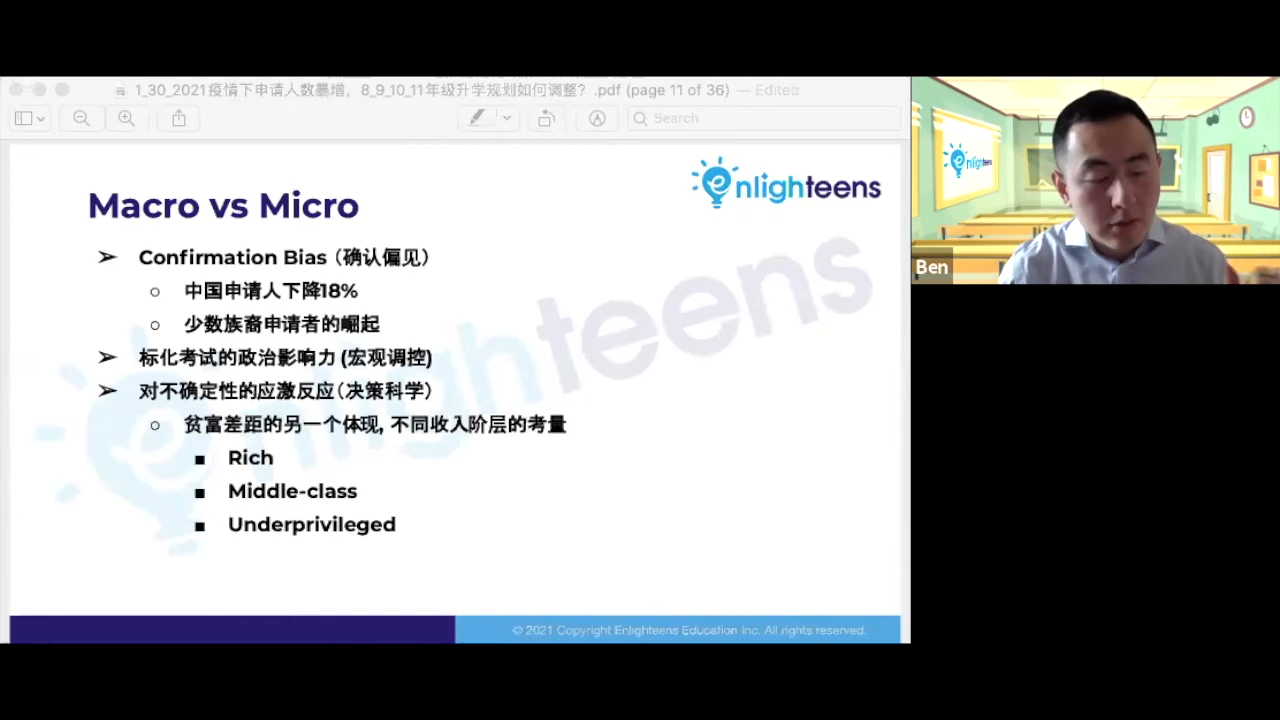 1_30_2021疫情下申请人数暴增，8_9_10_11年级升学规划如何调整？.pdf (page 11 of 36) — Edited
Search
enlighteens
Macro vs Micro
➢ Confirmation Bias（确认偏见）
○ 中国申请人下降18%
○ 少数族裔申请者的崛起
➢ 标化考试的政治影响力 (宏观调控)
➢ 对不确定性的应激反应（决策科学）
○ 贫富差距的另一个体现, 不同收入阶层的考量
■ Rich
■ Middle-class
■ Underprivileged
enlighteens
© 2021 Copyright Enlighteens Education Inc. All rights reserved.
enlighteens
Ben